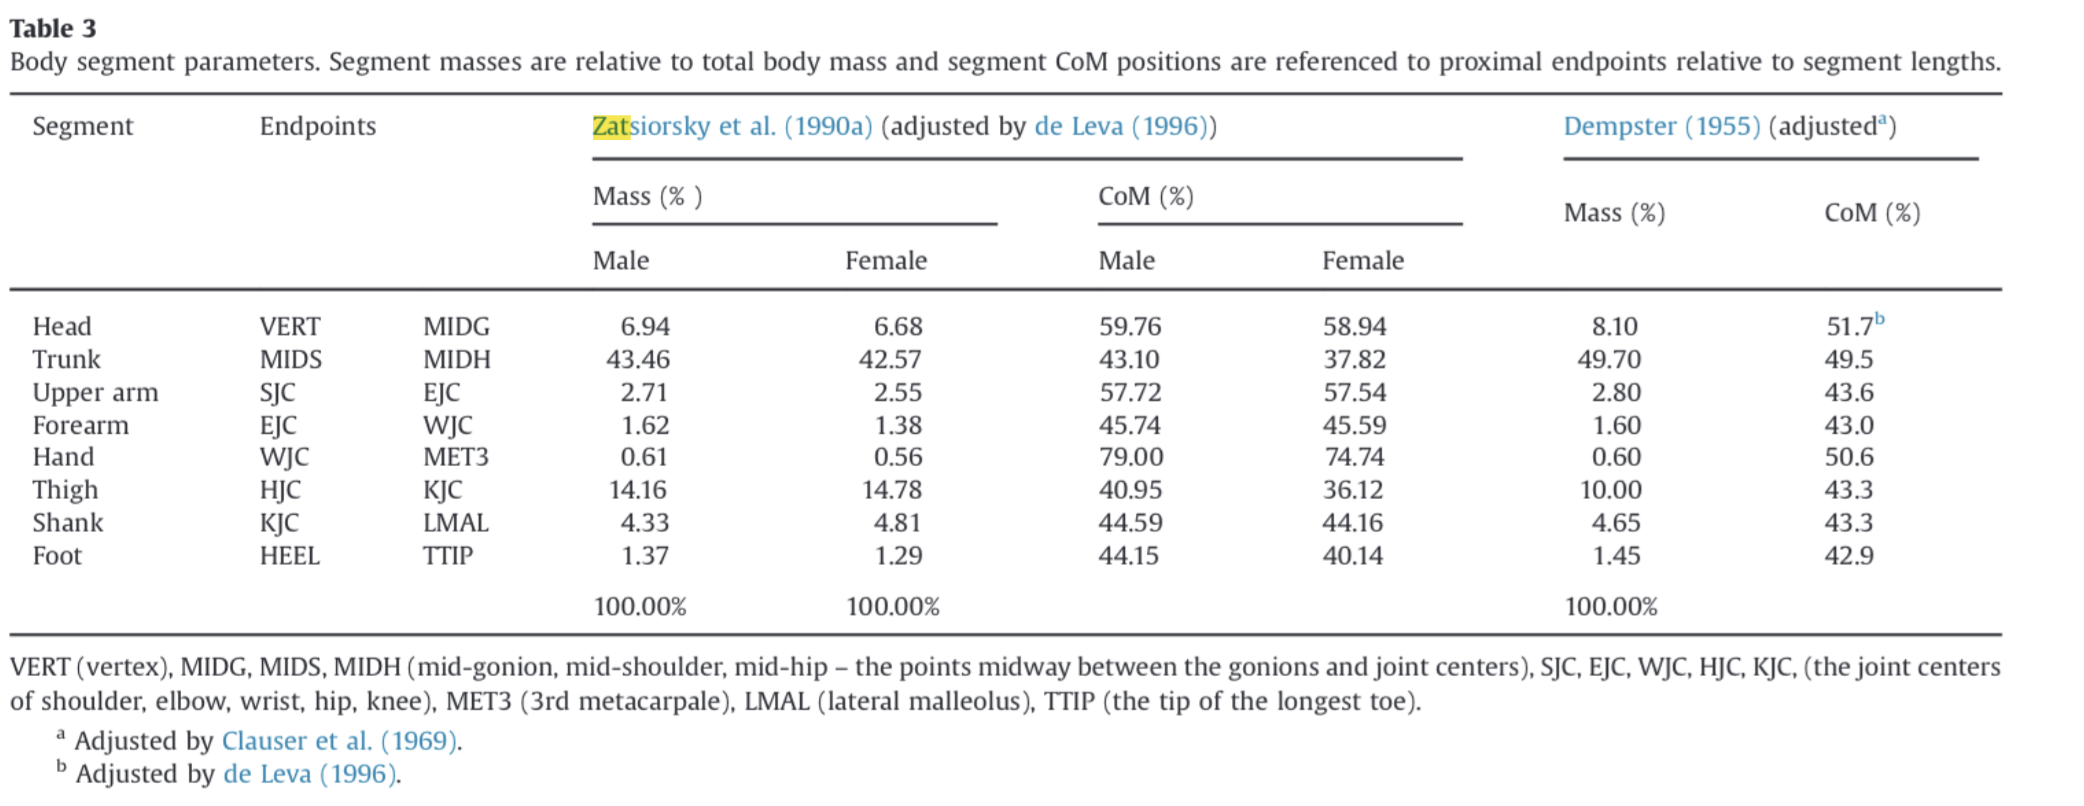 Table 3
Body segment parameters. Segment masses are relative to total body mass and segment CoM positions are referenced to proximal endpoints relative to segment lengths.
Segment Endpoints Zatsiorsky et al. (1990a) (adjusted by de Leva (1996)) Dempster (1955) (adjustedᵃ)
Mass (% ) CoM (%) Mass (%) CoM (%)
Male Female Male Female
Head VERT MIDG 6.94 6.68 59.76 58.94 8.10 51.7ᵇ
Trunk MIDS MIDH 43.46 42.57 43.10 37.82 49.70 49.5
Upper arm SJC EJC 2.71 2.55 57.72 57.54 2.80 43.6
Forearm EJC WJC 1.62 1.38 45.74 45.59 1.60 43.0
Hand WJC MET3 0.61 0.56 79.00 74.74 0.60 50.6
Thigh HJC KJC 14.16 14.78 40.95 36.12 10.00 43.3
Shank KJC LMAL 4.33 4.81 44.59 44.16 4.65 43.3
Foot HEEL TTIP 1.37 1.29 44.15 40.14 1.45 42.9
100.00% 100.00% 100.00%
VERT (vertex), MIDG, MIDS, MIDH (mid-gonion, mid-shoulder, mid-hip – the points midway between the gonions and joint centers), SJC, EJC, WJC, HJC, KJC, (the joint centers
of shoulder, elbow, wrist, hip, knee), MET3 (3rd metacarpale), LMAL (lateral malleolus), TTIP (the tip of the longest toe).
ᵃ Adjusted by Clauser et al. (1969).
ᵇ Adjusted by de Leva (1996).